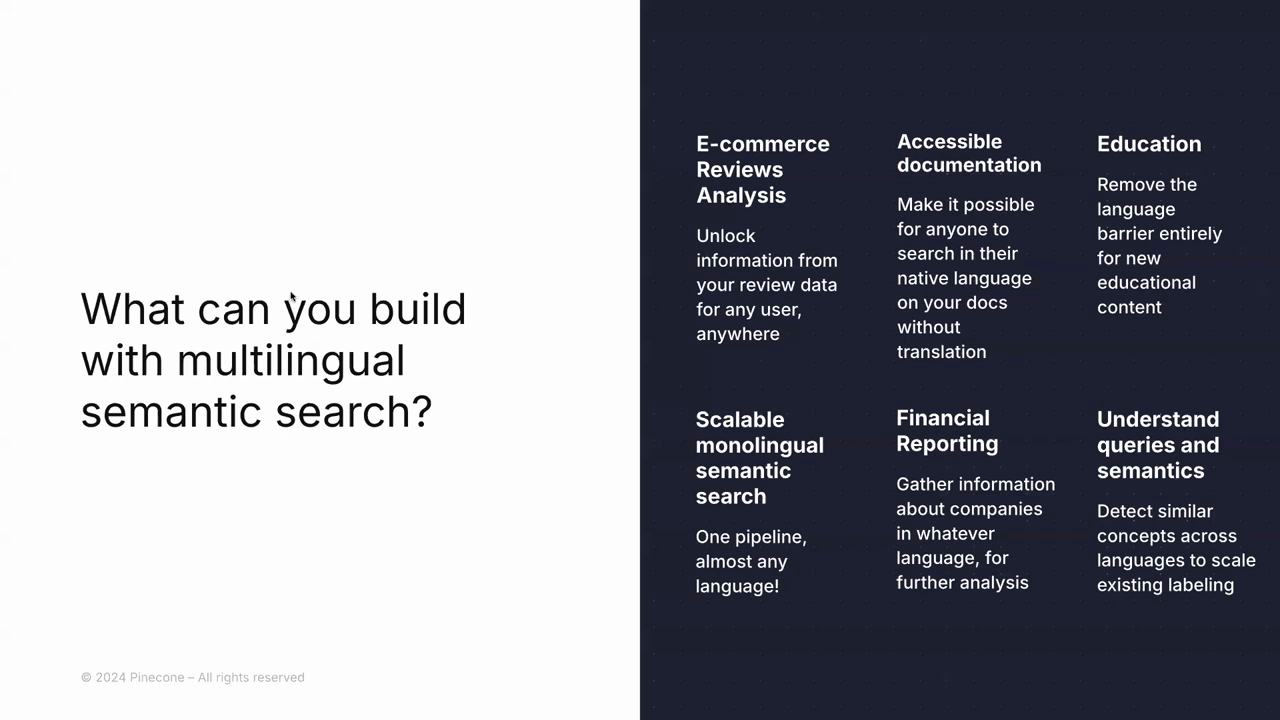 What can you build
with multilingual
semantic search?
© 2024 Pinecone – All rights reserved
E-commerce
Reviews
Analysis
Unlock
information from
your review data
for any user,
anywhere
Accessible
documentation
Make it possible
for anyone to
search in their
native language
on your docs
without
translation
Education
Remove the
language
barrier entirely
for new
educational
content
Scalable
monolingual
semantic
search
One pipeline,
almost any
language!
Financial
Reporting
Gather information
about companies
in whatever
language, for
further analysis
Understand
queries and
semantics
Detect similar
concepts across
languages to scale
existing labeling